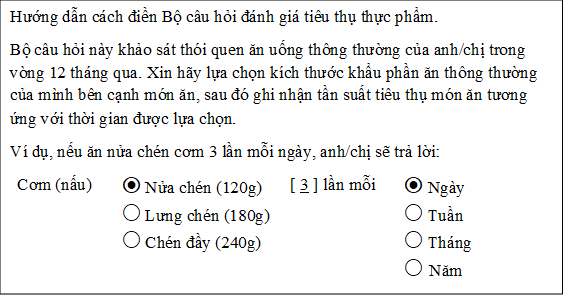 Hướng dẫn cách điền Bộ câu hỏi đánh giá tiêu thụ thực phẩm.
Bộ câu hỏi này khảo sát thói quen ăn uống thông thường của anh/chị trong
vòng 12 tháng qua. Xin hãy lựa chọn kích thước khẩu phần ăn thông thường
của mình bên cạnh món ăn, sau đó ghi nhận tần suất tiêu thụ món ăn tương
ứng với thời gian được lựa chọn.
Ví dụ, nếu ăn nửa chén cơm 3 lần mỗi ngày, anh/chị sẽ trả lời:
Cơm (nấu) Nửa chén (120g) [ 3 ] lần mỗi Ngày
Lưng chén (180g) Tuần
Chén đầy (240g) Tháng
Năm